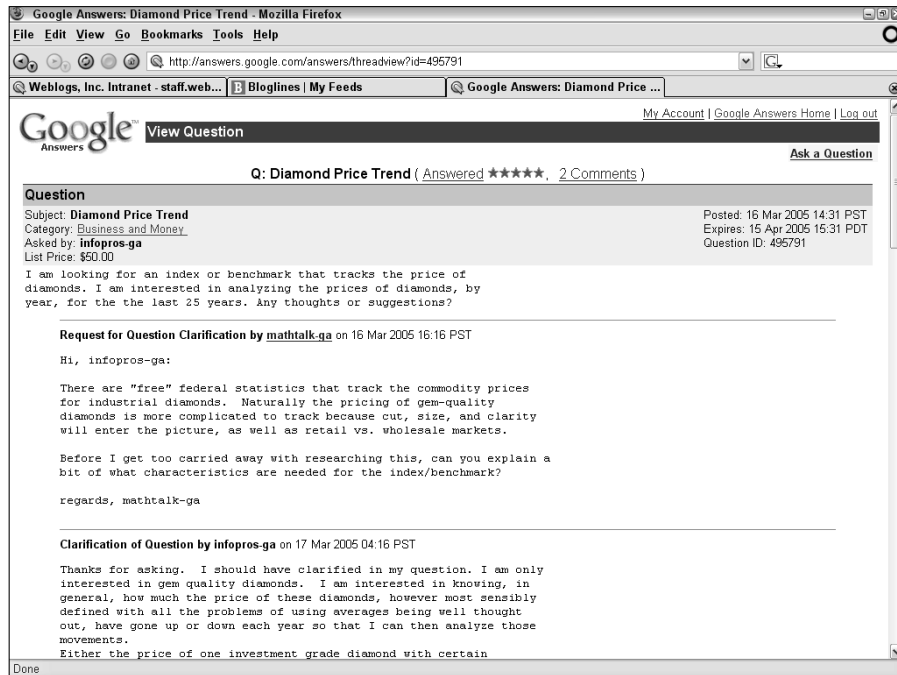 Google Answers: Diamond Price Trend - Mozilla Firefox
File Edit View Go Bookmarks Tools Help
http://answers.google.com/answers/threadview?id=495791
G
Weblogs, Inc. Intranet - staff.web... B Bloglines | My Feeds Google Answers: Diamond Price ...
My Account | Google Answers Home | Log out
Google™ View Question
Answers
Ask a Question
Q: Diamond Price Trend ( Answered ★★★★★, 2 Comments )
Question
Subject: Diamond Price Trend Posted: 16 Mar 2005 14:31 PST
Category: Business and Money Expires: 15 Apr 2005 15:31 PDT
Asked by: infopros-ga Question ID: 495791
List Price: $50.00
I am looking for an index or benchmark that tracks the price of
diamonds. I am interested in analyzing the prices of diamonds, by
year, for the the last 25 years. Any thoughts or suggestions?
Request for Question Clarification by mathtalk-ga on 16 Mar 2005 16:16 PST
Hi, infopros-ga:
There are "free" federal statistics that track the commodity prices
for industrial diamonds. Naturally the pricing of gem-quality
diamonds is more complicated to track because cut, size, and clarity
will enter the picture, as well as retail vs. wholesale markets.
Before I get too carried away with researching this, can you explain a
bit of what characteristics are needed for the index/benchmark?
regards, mathtalk-ga
Clarification of Question by infopros-ga on 17 Mar 2005 04:16 PST
Thanks for asking. I should have clarified in my question. I am only
interested in gem quality diamonds. I am interested in knowing, in
general, how much the price of these diamonds, however most sensibly
defined with all the problems of using averages being well thought
out, have gone up or down each year so that I can then analyze those
movements.
Either the price of one investment grade diamond with certain
Done